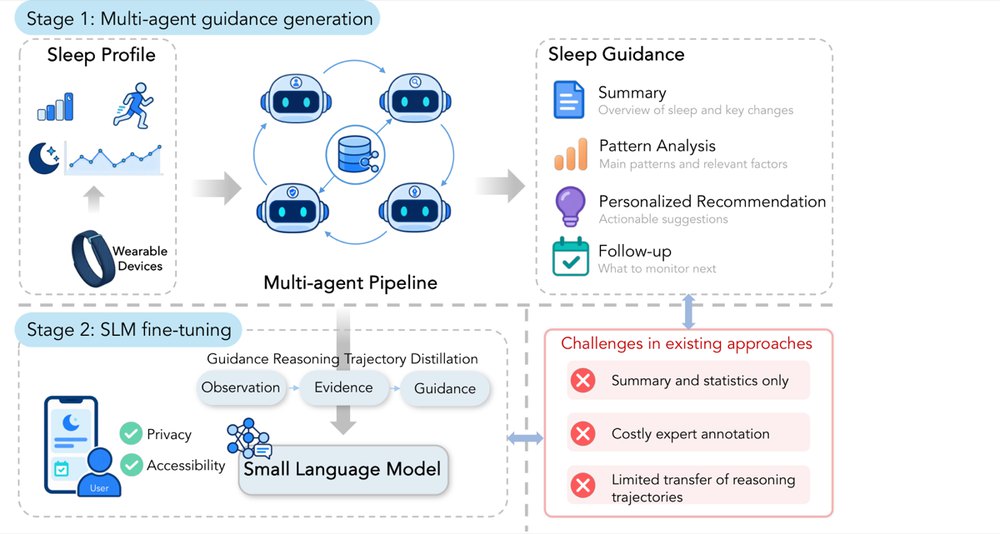 Stage 1: Multi-agent guidance generation
Sleep Profile
Wearable
Devices
Multi-agent Pipeline
Sleep Guidance
Summary
Overview of sleep and key changes
Pattern Analysis
Main patterns and relevant factors
Personalized Recommendation
Actionable suggestions
Follow-up
What to monitor next
Stage 2: SLM fine-tuning
Guidance Reasoning Trajectory Distillation
Observation
Evidence
Guidance
Privacy
Accessibility
User
Small Language Model
Challenges in existing approaches
Summary and statistics only
Costly expert annotation
Limited transfer of reasoning
trajectories